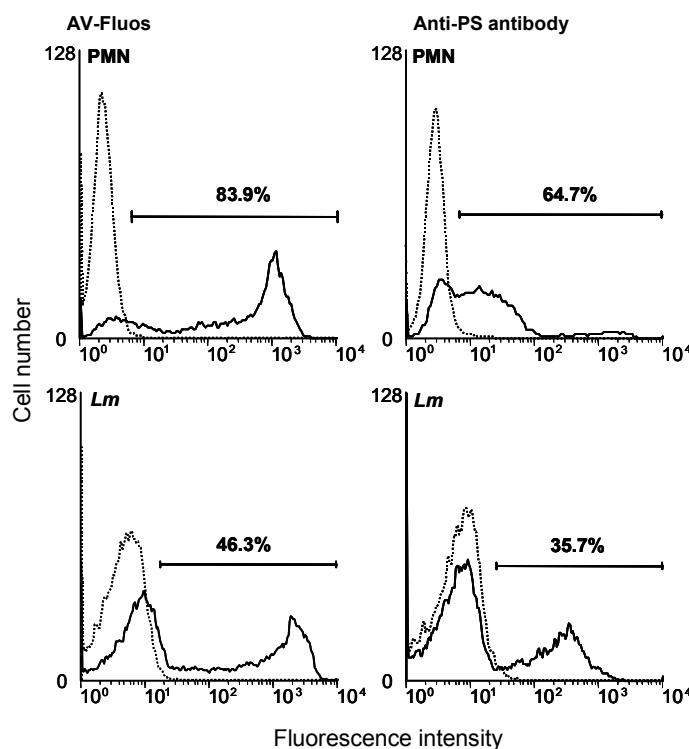 AV-Fluos
Anti-PS antibody
128
PMN
83.9%
0
10⁰ 10¹ 10² 10³ 10⁴
128
PMN
64.7%
0
10⁰ 10¹ 10² 10³ 10⁴
Cell number
128
Lm
46.3%
0
10⁰ 10¹ 10² 10³ 10⁴
128
Lm
35.7%
0
10⁰ 10¹ 10² 10³ 10⁴
Fluorescence intensity